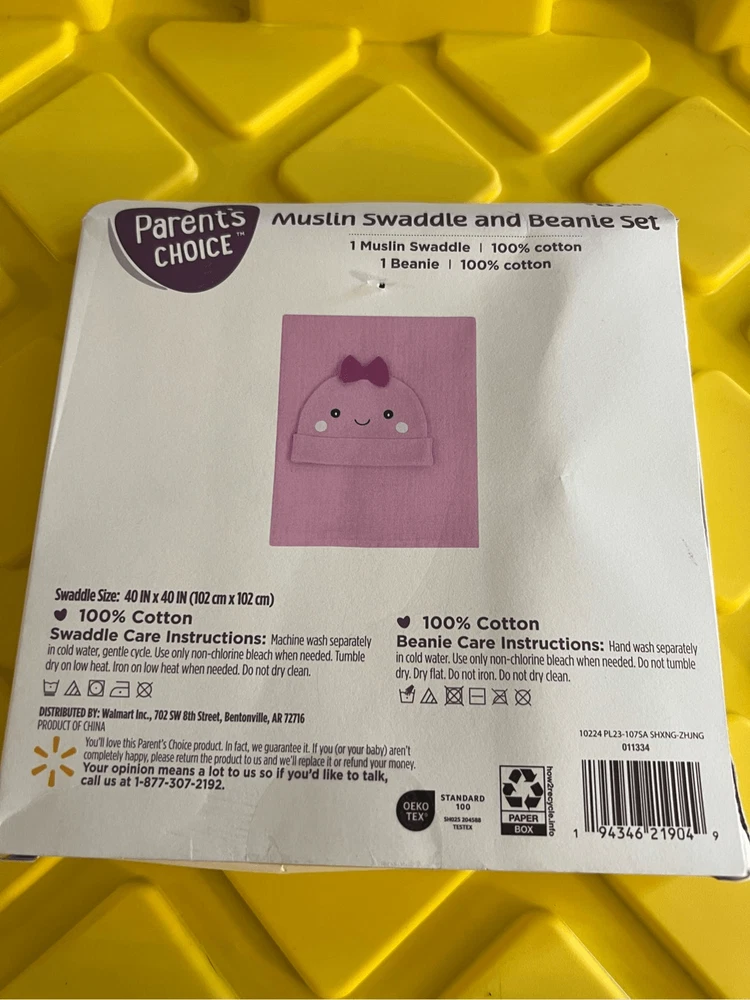 Parent's
CHOICE™
Muslin Swaddle and Beanie Set
1 Muslin Swaddle | 100% cotton
1 Beanie | 100% cotton
Swaddle Size: 40 IN x 40 IN (102 cm x 102 cm)
100% Cotton
Swaddle Care Instructions: Machine wash separately
in cold water, gentle cycle. Use only non-chlorine bleach when needed. Tumble
dry on low heat. Iron on low heat when needed. Do not dry clean.
100% Cotton
Beanie Care Instructions: Hand wash separately
in cold water. Use only non-chlorine bleach when needed. Do not tumble
dry. Dry flat. Do not iron. Do not dry clean.
DISTRIBUTED BY: Walmart Inc., 702 SW 8th Street, Bentonville, AR 72716
PRODUCT OF CHINA
You'll love this Parent's Choice product. In fact, we guarantee it. If you (or your baby) aren't
completely happy, please return the product to us and we'll replace it or refund your money.
Your opinion means a lot to us so if you'd like to talk,
call us at 1-877-307-2192.
OEKO
TEX®
STANDARD
100
SH025 204588
TESTEX
PAPER
BOX
how2recycle.info
10224 PL23-107SA SHXNG-ZHJNG
011334
1 94346 21904 9